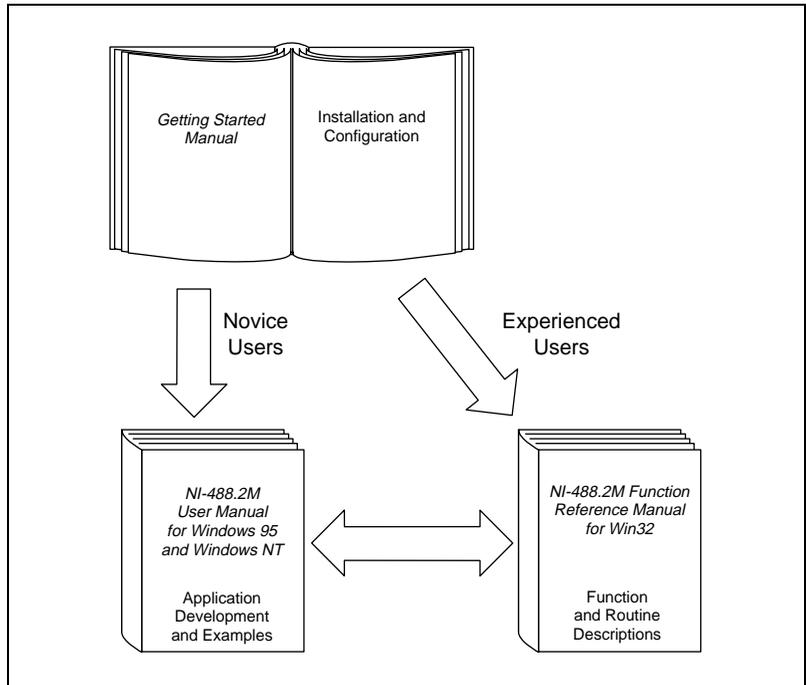 Getting Started
Manual
Installation and
Configuration
Novice
Users
Experienced
Users
NI-488.2M
User Manual
for Windows 95
and Windows NT
Application
Development
and Examples
NI-488.2M Function
Reference Manual
for Win32
Function
and Routine
Descriptions